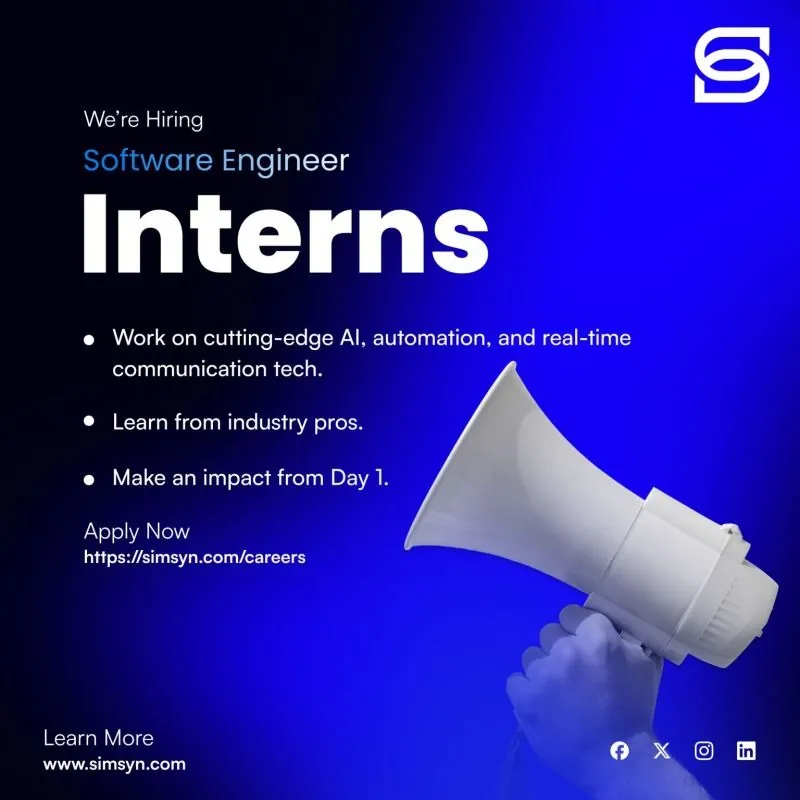 We’re Hiring
Software Engineer
Interns
Work on cutting-edge AI, automation, and real-time
communication tech.
Learn from industry pros.
Make an impact from Day 1.
Apply Now
https://simsyn.com/careers
Learn More
www.simsyn.com